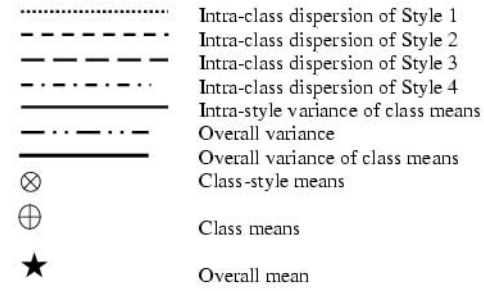 Intra-class dispersion of Style 1
Intra-class dispersion of Style 2
Intra-class dispersion of Style 3
Intra-class dispersion of Style 4
Intra-style variance of class means
Overall variance
Overall variance of class means
Class-style means
Class means
Overall mean